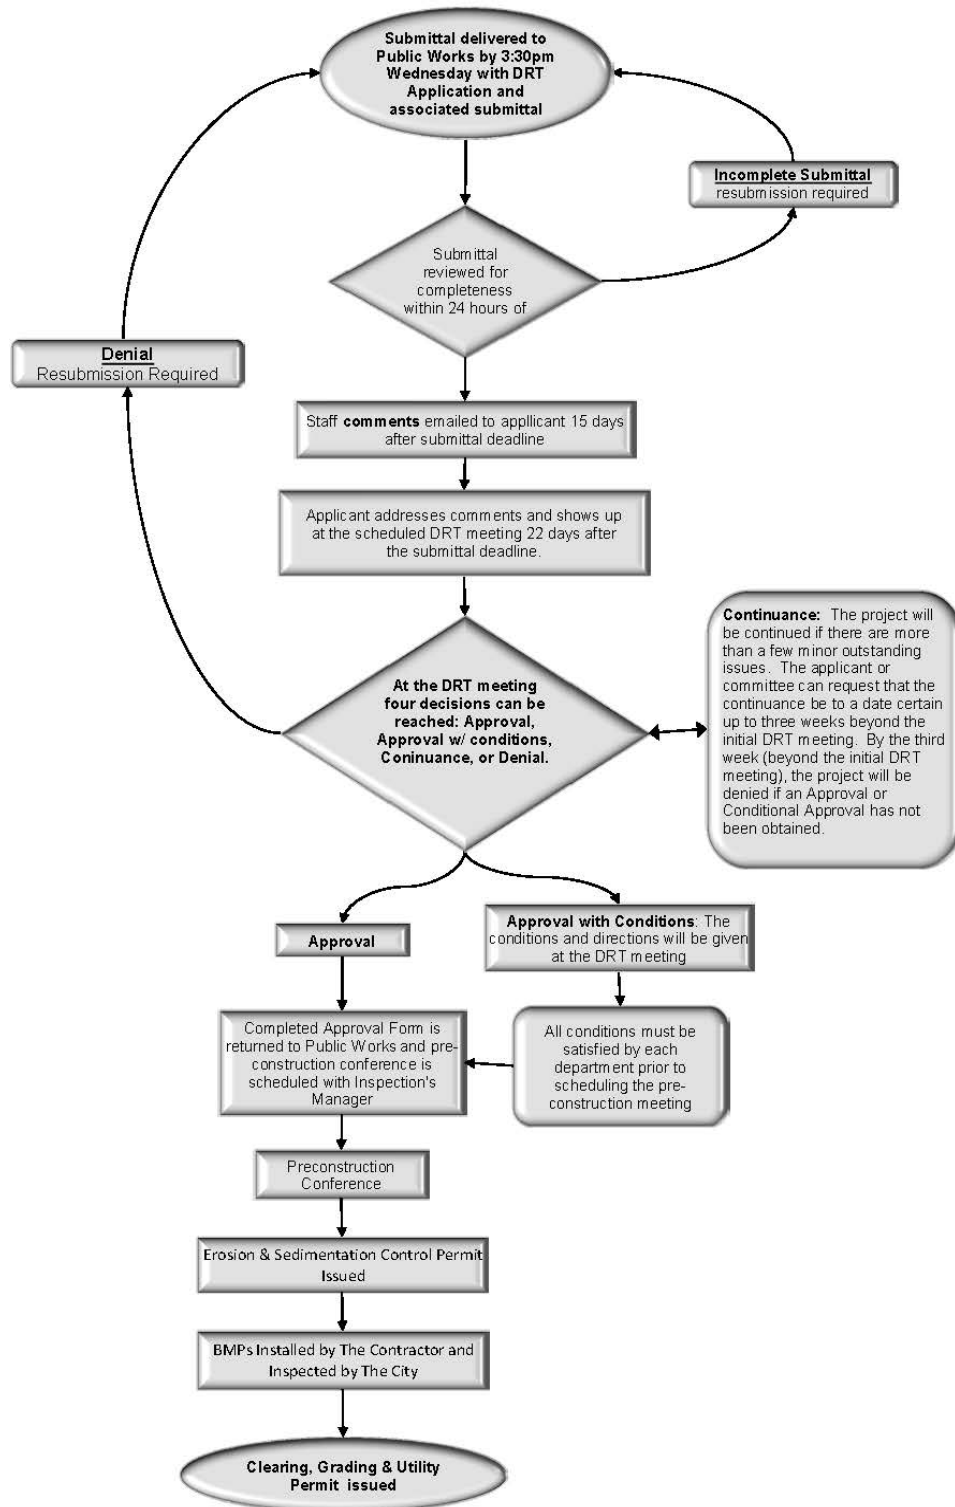 Submittal delivered to
Public Works by 3:30pm
Wednesday with DRT
Application and
associated submittal
Incomplete Submittal
resubmission required
Submittal
reviewed for
completeness
within 24 hours of
Denial
Resubmission Required
Staff comments emailed to appllicant 15 days
after submittal deadline
Applicant addresses comments and shows up
at the scheduled DRT meeting 22 days after
the submittal deadline.
At the DRT meeting
four decisions can be
reached: Approval,
Approval w/ conditions,
Coninuance, or Denial.
Continuance: The project will
be continued if there are more
than a few minor outstanding
issues. The applicant or
committee can request that the
continuance be to a date certain
up to three weeks beyond the
initial DRT meeting. By the third
week (beyond the initial DRT
meeting), the project will be
denied if an Approval or
Conditional Approval has not
been obtained.
Approval
Approval with Conditions: The
conditions and directions will be given
at the DRT meeting
Completed Approval Form is
returned to Public Works and pre-
construction conference is
scheduled with Inspection's
Manager
All conditions must be
satisfied by each
department prior to
scheduling the pre-
construction meeting
Preconstruction
Conference
Erosion & Sedimentation Control Permit
Issued
BMPs Installed by The Contractor and
Inspected by The City
Clearing, Grading & Utility
Permit issued